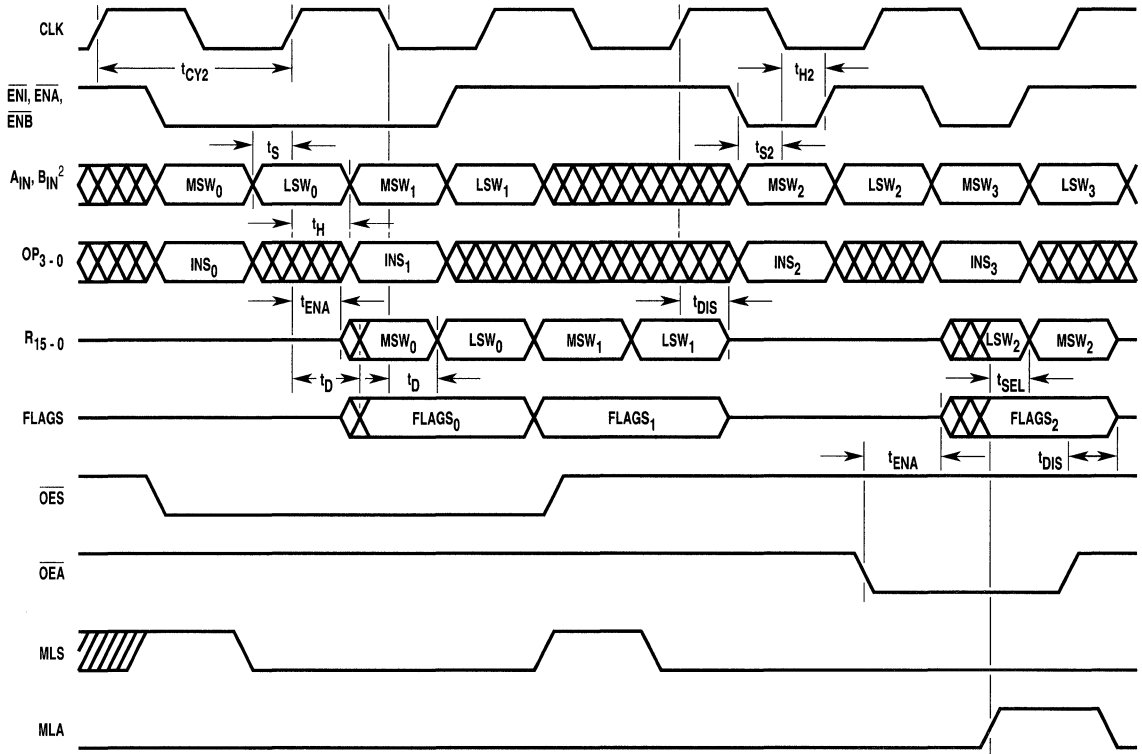 CLK
tCY2
tH2
ENI, ENA,
ENB
tS
tS2
AIN, BIN2
MSW0 LSW0 MSW1 LSW1 MSW2 LSW2 MSW3 LSW3
tH
OP3 - 0
INS0 INS1 INS2 INS3
tENA
tDIS
R15 - 0
MSW0 LSW0 MSW1 LSW1 LSW2 MSW2
tD tD tSEL
FLAGS
FLAGS0 FLAGS1 FLAGS2
tENA tDIS
OES
OEA
MLS
MLA